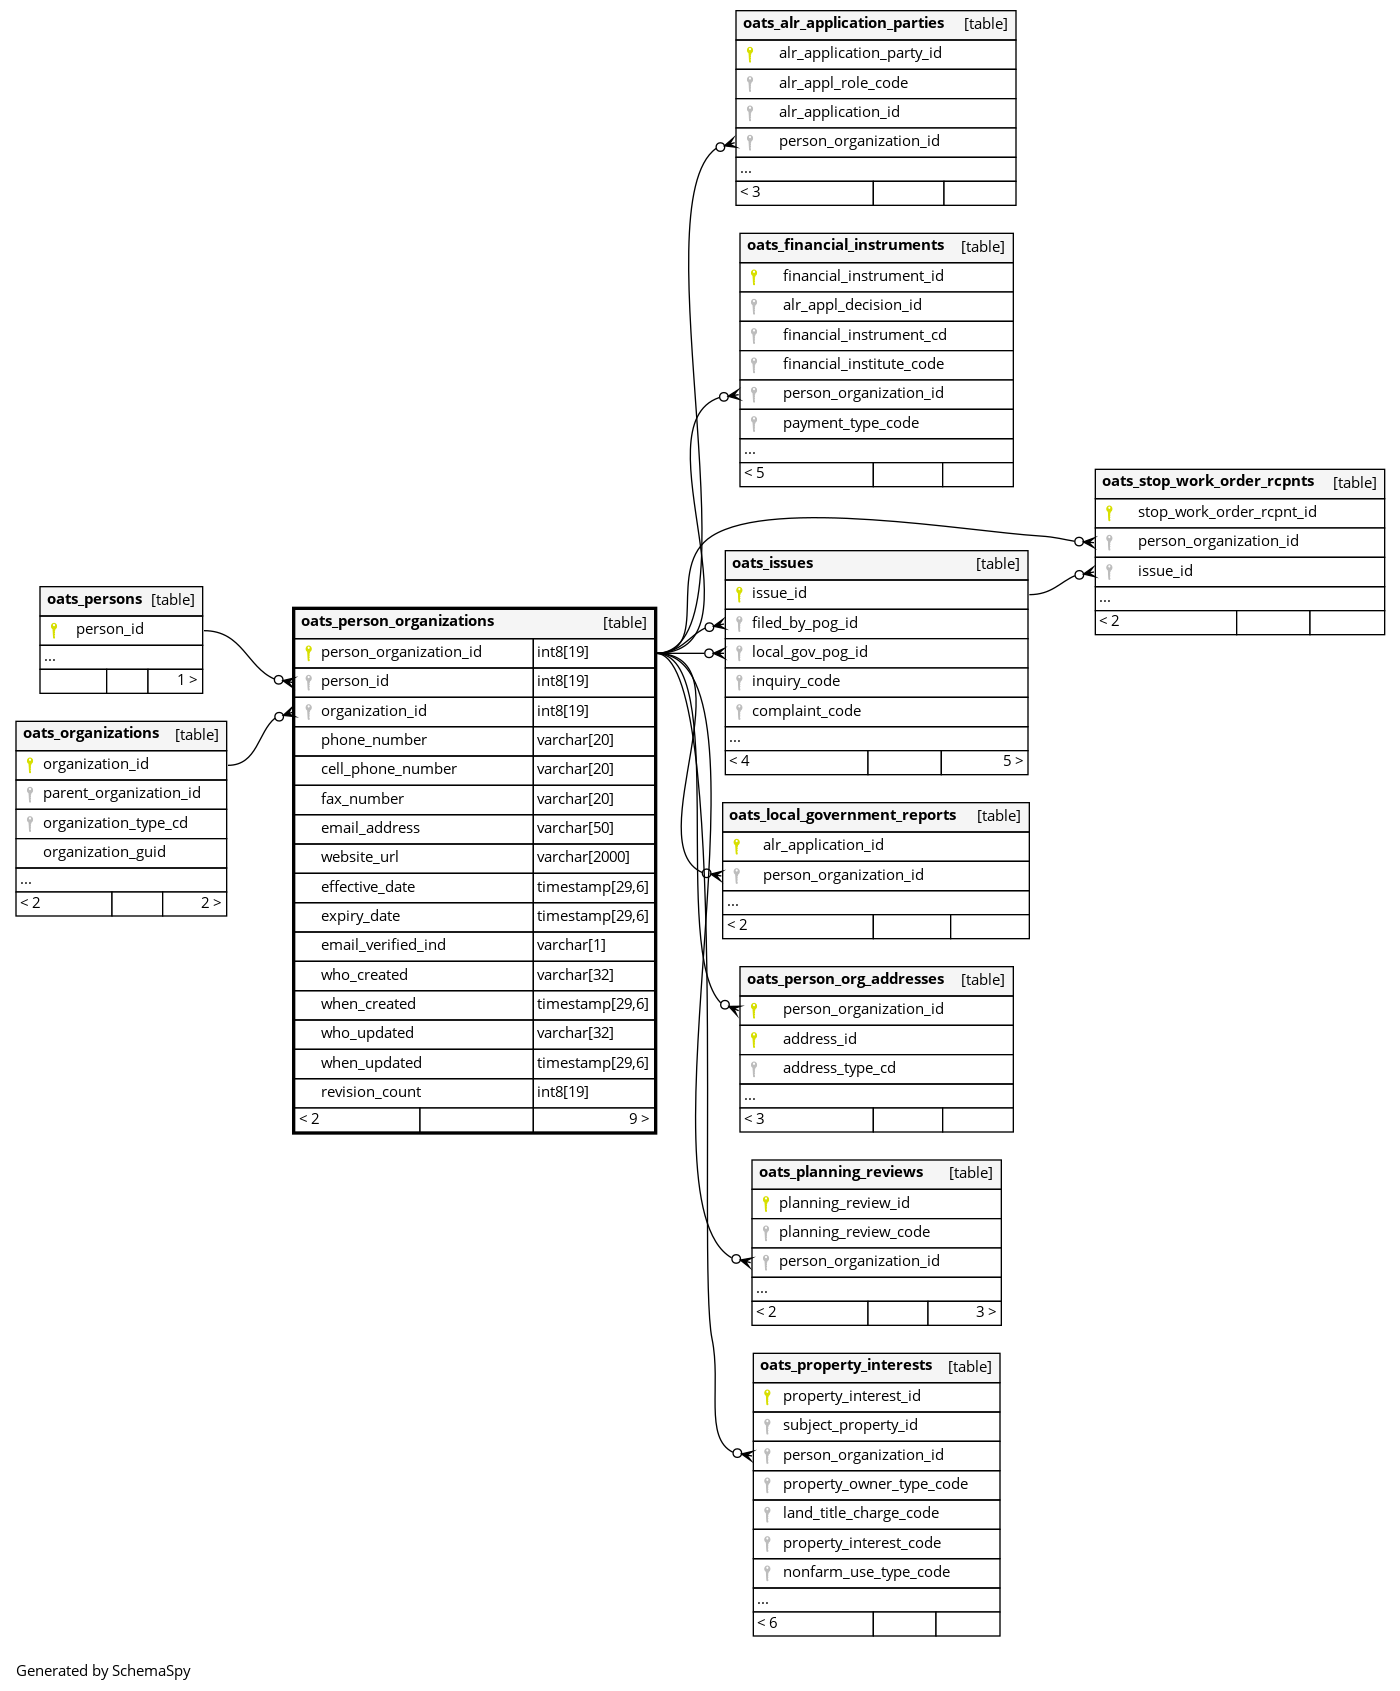 oats_alr_application_parties [table]
alr_application_party_id
alr_appl_role_code
alr_application_id
person_organization_id
...
< 3
oats_financial_instruments [table]
financial_instrument_id
alr_appl_decision_id
financial_instrument_cd
financial_institute_code
person_organization_id
payment_type_code
...
< 5
oats_stop_work_order_rcpnts [table]
stop_work_order_rcpnt_id
person_organization_id
issue_id
...
< 2
oats_issues [table]
issue_id
filed_by_pog_id
local_gov_pog_id
inquiry_code
complaint_code
...
< 4 5 >
oats_persons [table]
person_id
...
1 >
oats_organizations [table]
organization_id
parent_organization_id
organization_type_cd
organization_guid
...
< 2 2 >
oats_person_organizations [table]
person_organization_id int8[19]
person_id int8[19]
organization_id int8[19]
phone_number varchar[20]
cell_phone_number varchar[20]
fax_number varchar[20]
email_address varchar[50]
website_url varchar[2000]
effective_date timestamp[29,6]
expiry_date timestamp[29,6]
email_verified_ind varchar[1]
who_created varchar[32]
when_created timestamp[29,6]
who_updated varchar[32]
when_updated timestamp[29,6]
revision_count int8[19]
< 2 9 >
oats_local_government_reports [table]
alr_application_id
person_organization_id
...
< 2
oats_person_org_addresses [table]
person_organization_id
address_id
address_type_cd
...
< 3
oats_planning_reviews [table]
planning_review_id
planning_review_code
person_organization_id
...
< 2 3 >
oats_property_interests [table]
property_interest_id
subject_property_id
person_organization_id
property_owner_type_code
land_title_charge_code
property_interest_code
nonfarm_use_type_code
...
< 6
Generated by SchemaSpy